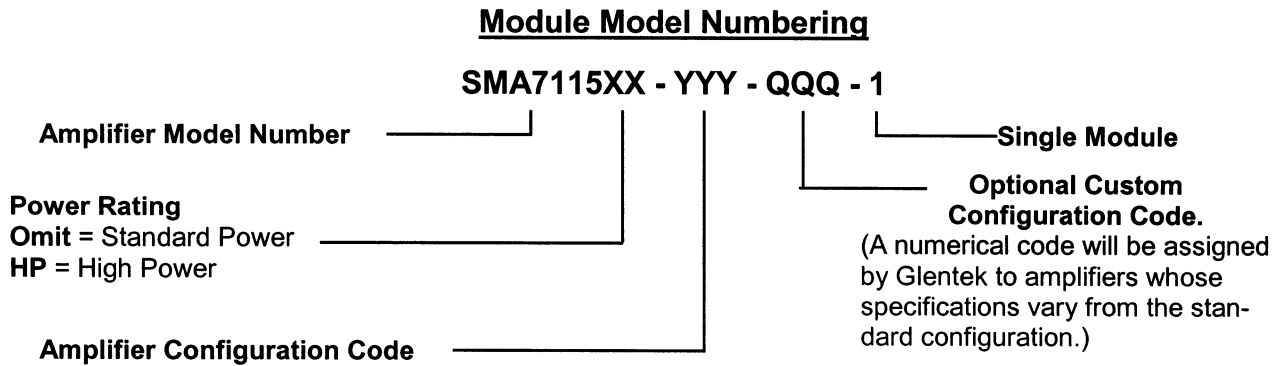 Module Model Numbering
SMA7115XX - YYY - QQQ - 1
Amplifier Model Number
Single Module
Power Rating
Omit = Standard Power
HP = High Power
Optional Custom
Configuration Code.
(A numerical code will be assigned
by Glentek to amplifiers whose
specifications vary from the stan-
dard configuration.)
Amplifier Configuration Code